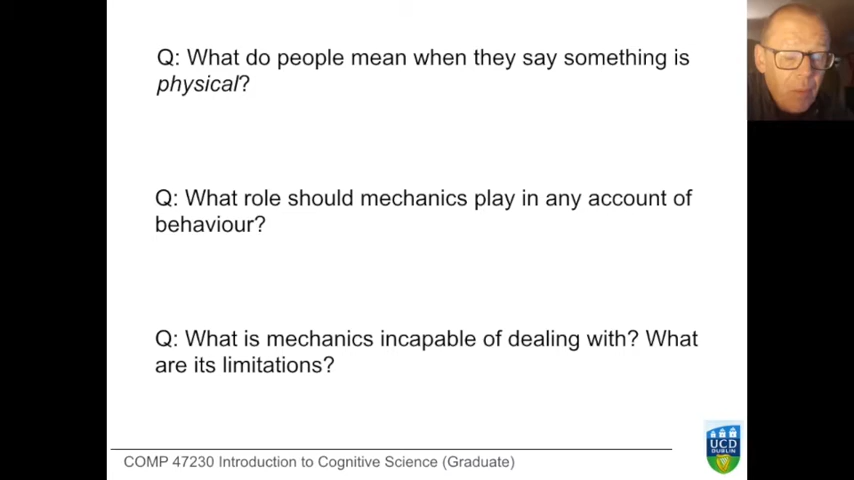 Q: What do people mean when they say something is
physical?
Q: What role should mechanics play in any account of
behaviour?
Q: What is mechanics incapable of dealing with? What
are its limitations?
UCD
DUBLIN
COMP 47230 Introduction to Cognitive Science (Graduate)